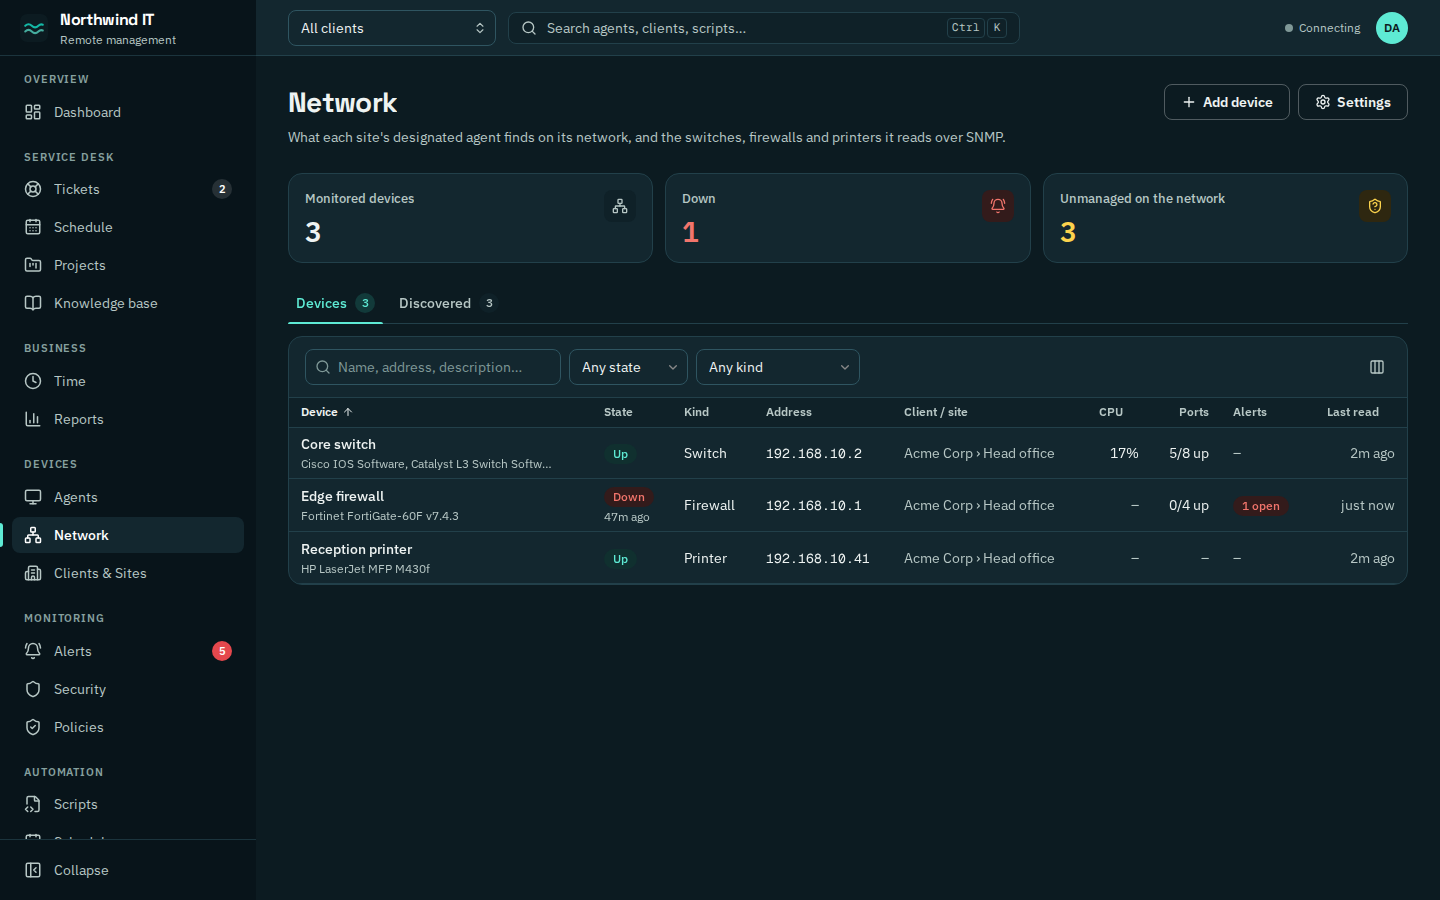 Northwind IT
Remote management
All clients
Search agents, clients, scripts...
Ctrl K
Connecting
DA
OVERVIEW
Dashboard
SERVICE DESK
Tickets 2
Schedule
Projects
Knowledge base
BUSINESS
Time
Reports
DEVICES
Agents
Network
Clients & Sites
MONITORING
Alerts 5
Security
Policies
AUTOMATION
Scripts
Collapse
Network
Add device
Settings
What each site's designated agent finds on its network, and the switches, firewalls and printers it reads over SNMP.
Monitored devices
3
Down
1
Unmanaged on the network
3
Devices 3
Discovered 3
Name, address, description...
Any state
Any kind
Device State Kind Address Client / site CPU Ports Alerts Last read
Core switch
Cisco IOS Software, Catalyst L3 Switch Softw...
Up Switch 192.168.10.2 Acme Corp › Head office 17% 5/8 up – 2m ago
Edge firewall
Fortinet FortiGate-60F v7.4.3
Down
47m ago
Firewall 192.168.10.1 Acme Corp › Head office – 0/4 up 1 open just now
Reception printer
HP LaserJet MFP M430f
Up Printer 192.168.10.41 Acme Corp › Head office – – – 2m ago